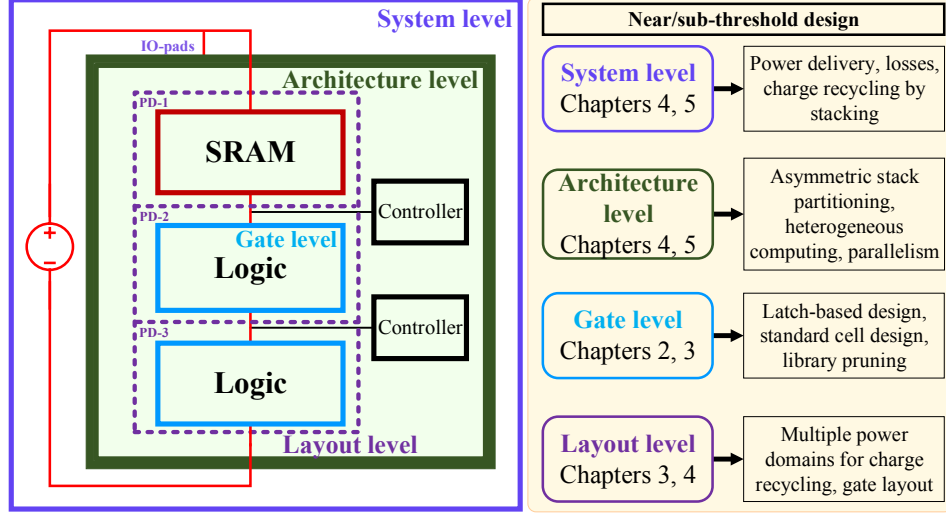 System level
IO-pads
Architecture level
PD-1
SRAM
Controller
PD-2
Gate level
Logic
Controller
PD-3
Logic
Layout level
+
−
Near/sub-threshold design
System level
Chapters 4, 5
Power delivery, losses,
charge recycling by
stacking
Architecture
level
Chapters 4, 5
Asymmetric stack
partitioning,
heterogeneous
computing, parallelism
Gate level
Chapters 2, 3
Latch-based design,
standard cell design,
library pruning
Layout level
Chapters 3, 4
Multiple power
domains for charge
recycling, gate layout